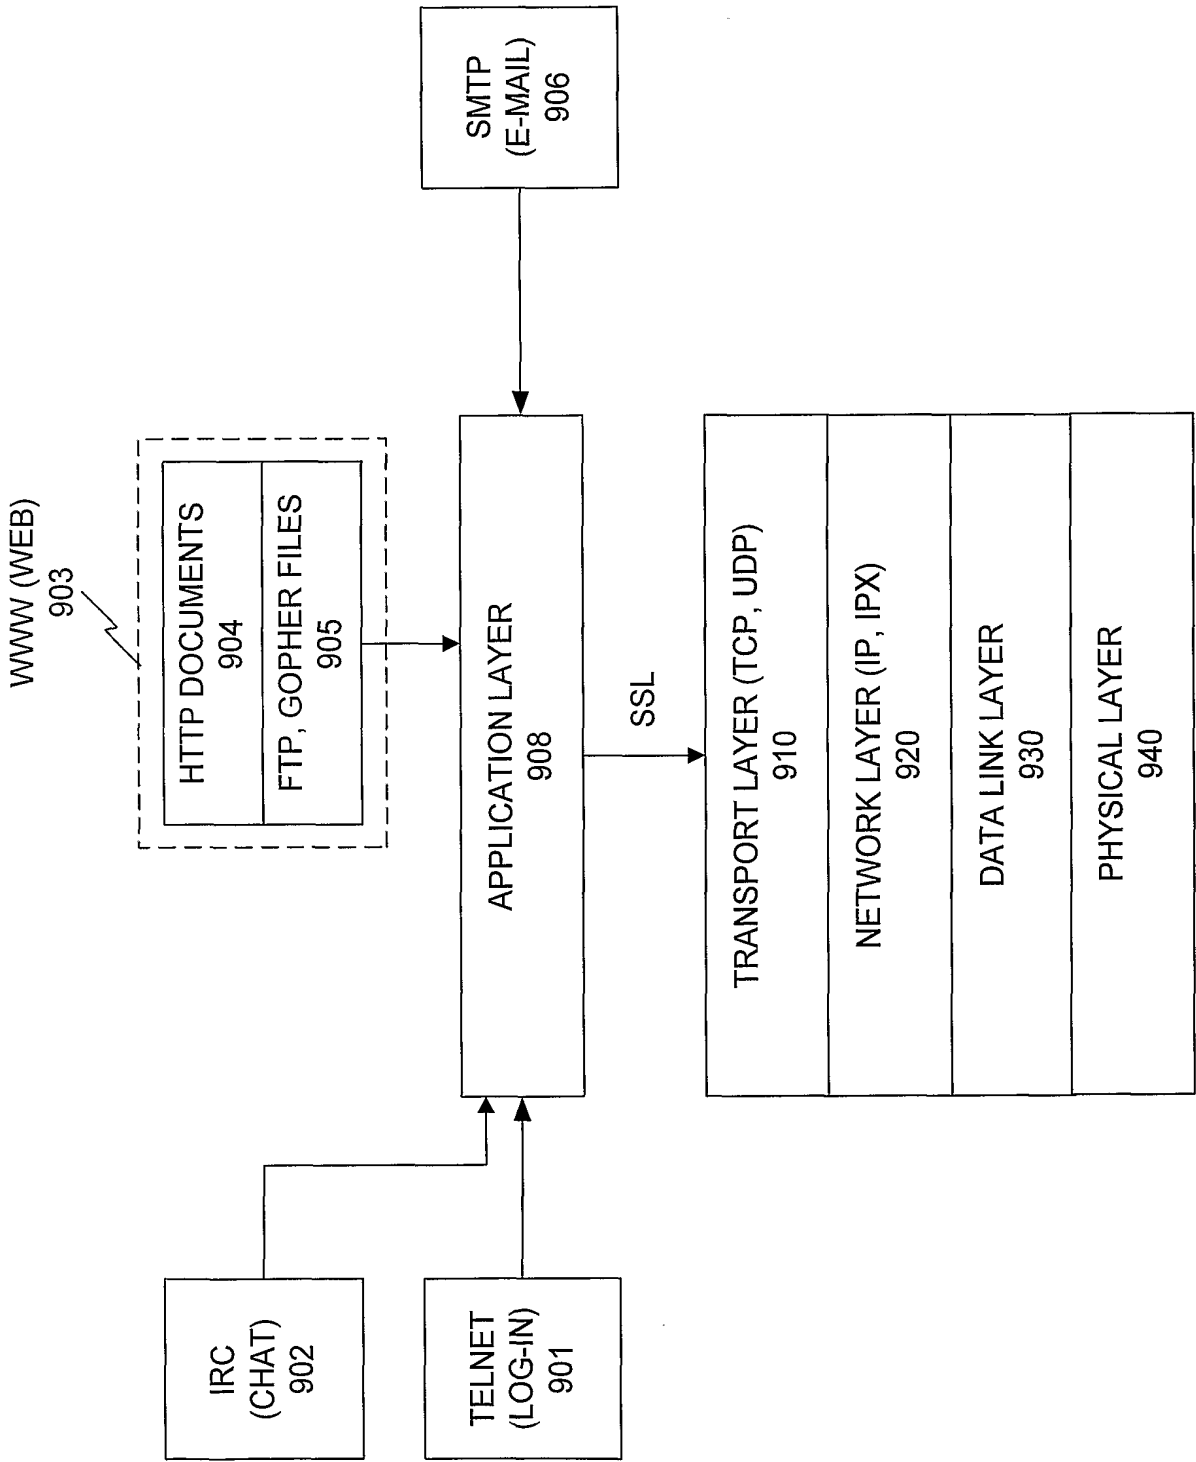 WWW (WEB)
903
HTTP DOCUMENTS
904
FTP, GOPHER FILES
905
IRC
(CHAT)
902
TELNET
(LOG-IN)
901
APPLICATION LAYER
908
SMTP
(E-MAIL)
906
SSL
TRANSPORT LAYER (TCP, UDP)
910
NETWORK LAYER (IP, IPX)
920
DATA LINK LAYER
930
PHYSICAL LAYER
940